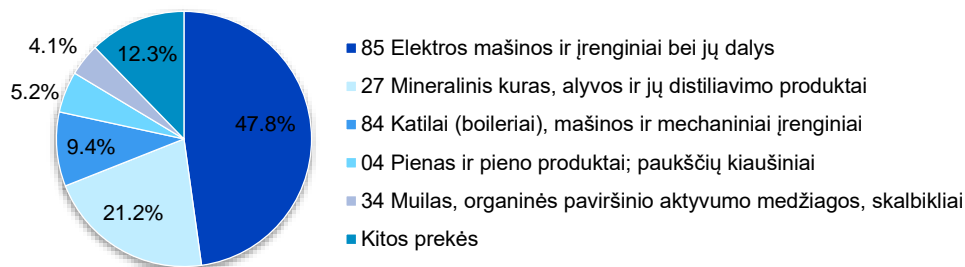 4.1%
12.3%
5.2%
47.8%
9.4%
21.2%
85 Elektros mašinos ir įrenginiai bei jų dalys
27 Mineralinis kuras, alyvos ir jų distiliavimo produktai
84 Katilai (boileriai), mašinos ir mechaniniai įrenginiai
04 Pienas ir pieno produktai; paukščių kiaušiniai
34 Muilas, organinės paviršinio aktyvumo medžiagos, skalbikliai
Kitos prekės